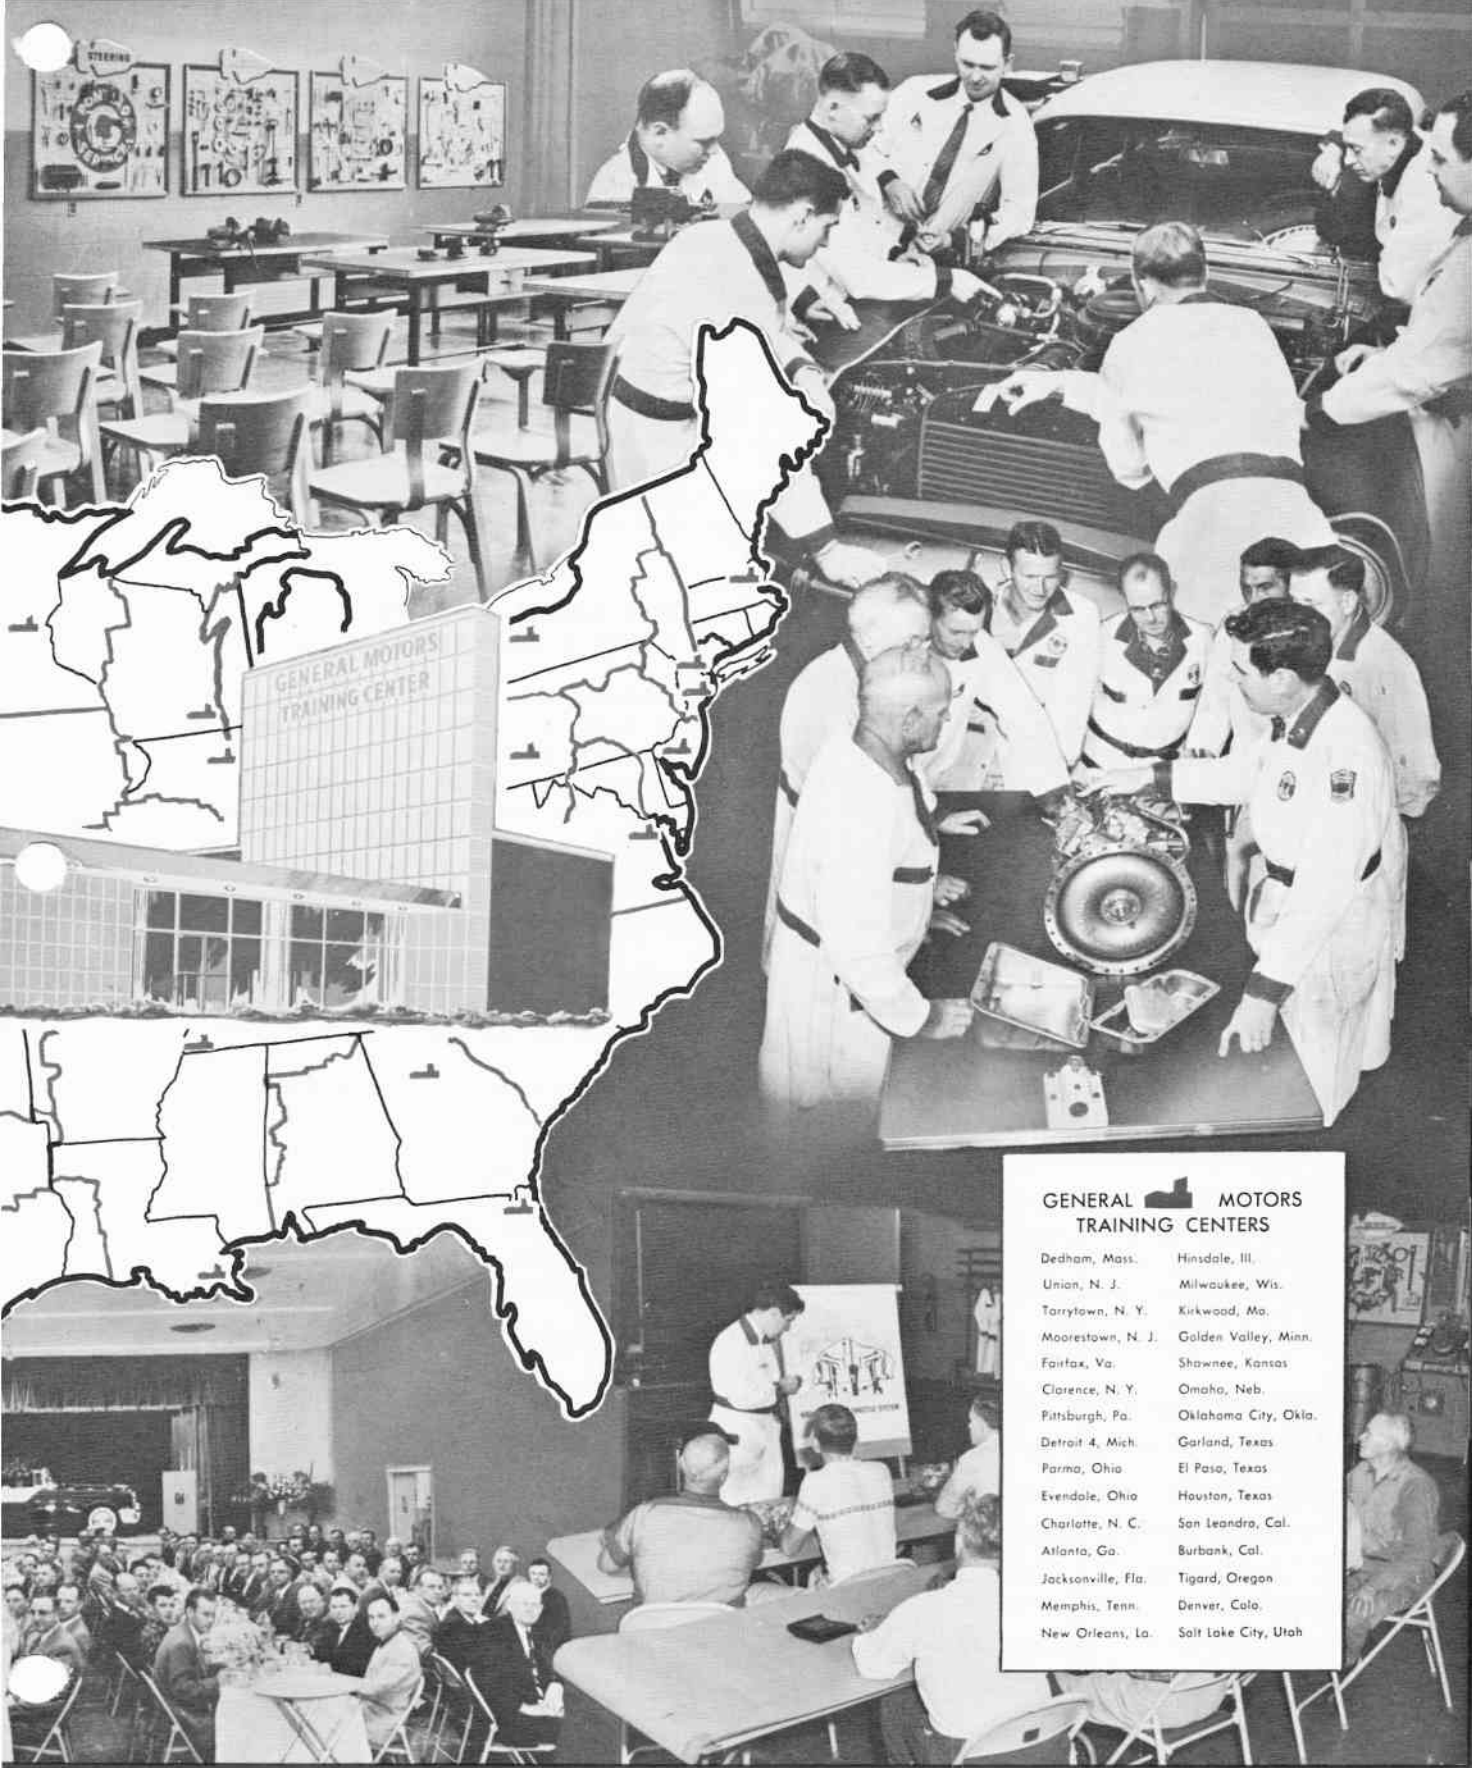 STEERING
GENERAL MOTORS
TRAINING CENTER
GENERAL MOTORS
TRAINING CENTERS
Dedham, Mass.
Union, N. J.
Tarrytown, N. Y.
Moorestown, N. J.
Fairfax, Va.
Clarence, N. Y.
Pittsburgh, Pa.
Detroit 4, Mich.
Parma, Ohio
Evendale, Ohio
Charlotte, N. C.
Atlanta, Ga.
Jacksonville, Fla.
Memphis, Tenn.
New Orleans, La.
Hinsdale, Ill.
Milwaukee, Wis.
Kirkwood, Mo.
Golden Valley, Minn.
Shawnee, Kansas
Omaha, Neb.
Oklahoma City, Okla.
Garland, Texas
El Paso, Texas
Houston, Texas
San Leandro, Cal.
Burbank, Cal.
Tigard, Oregon
Denver, Colo.
Salt Lake City, Utah